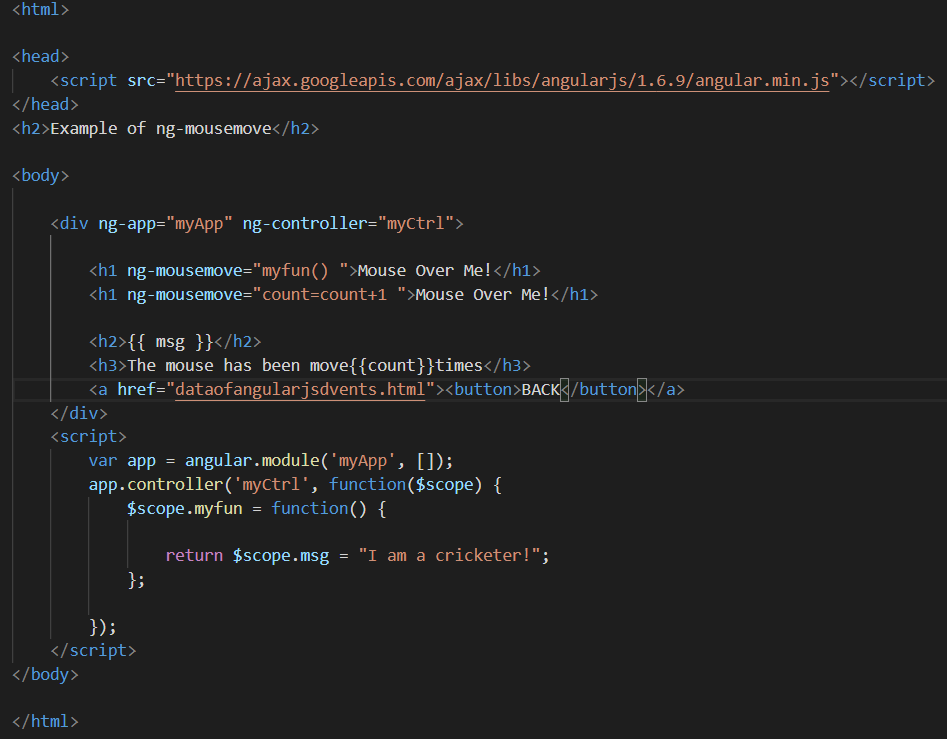 <html>
<head>
<script src="https://ajax.googleapis.com/ajax/libs/angularjs/1.6.9/angular.min.js"></script>
</head>
<h2>Example of ng-mousemove</h2>
<body>
<div ng-app="myApp" ng-controller="myCtrl">
<h1 ng-mousemove="myfun() ">Mouse Over Me!</h1>
<h1 ng-mousemove="count=count+1 ">Mouse Over Me!</h1>
<h2>{{ msg }}</h2>
<h3>The mouse has been move{{count}}times</h3>
<a href="dataofangularjsdvents.html"><button>BACK</button></a>
</div>
<script>
var app = angular.module('myApp', []);
app.controller('myCtrl', function($scope) {
$scope.myfun = function() {
return $scope.msg = "I am a cricketer!";
};
});
</script>
</body>
</html>